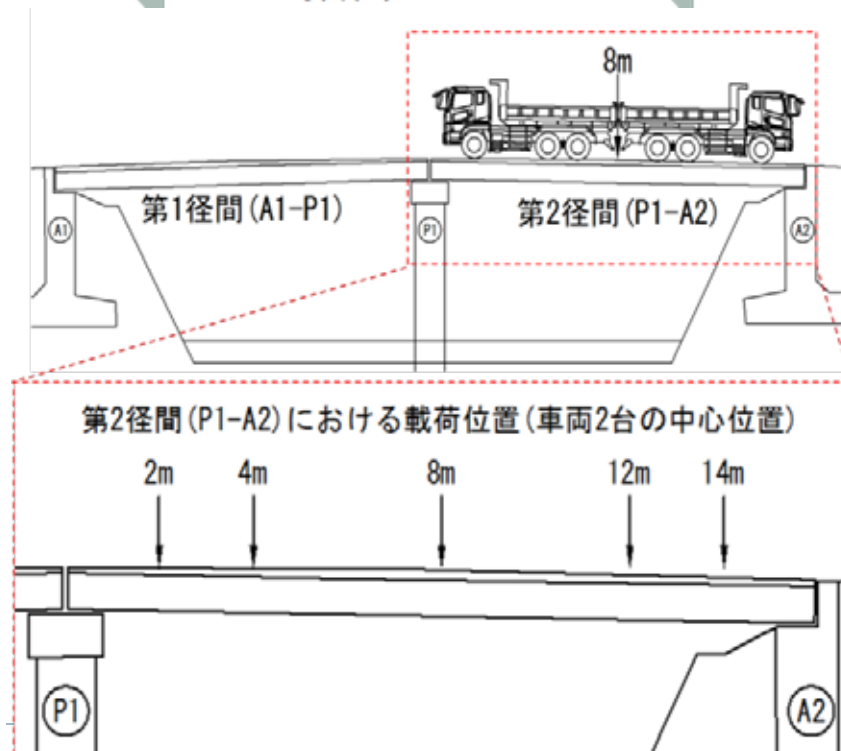 8m
第1径間(A1-P1)
第2径間(P1-A2)
A1
P1
A2
第2径間(P1-A2)における載荷位置(車両2台の中心位置)
2m
4m
8m
12m
14m
P1
A2